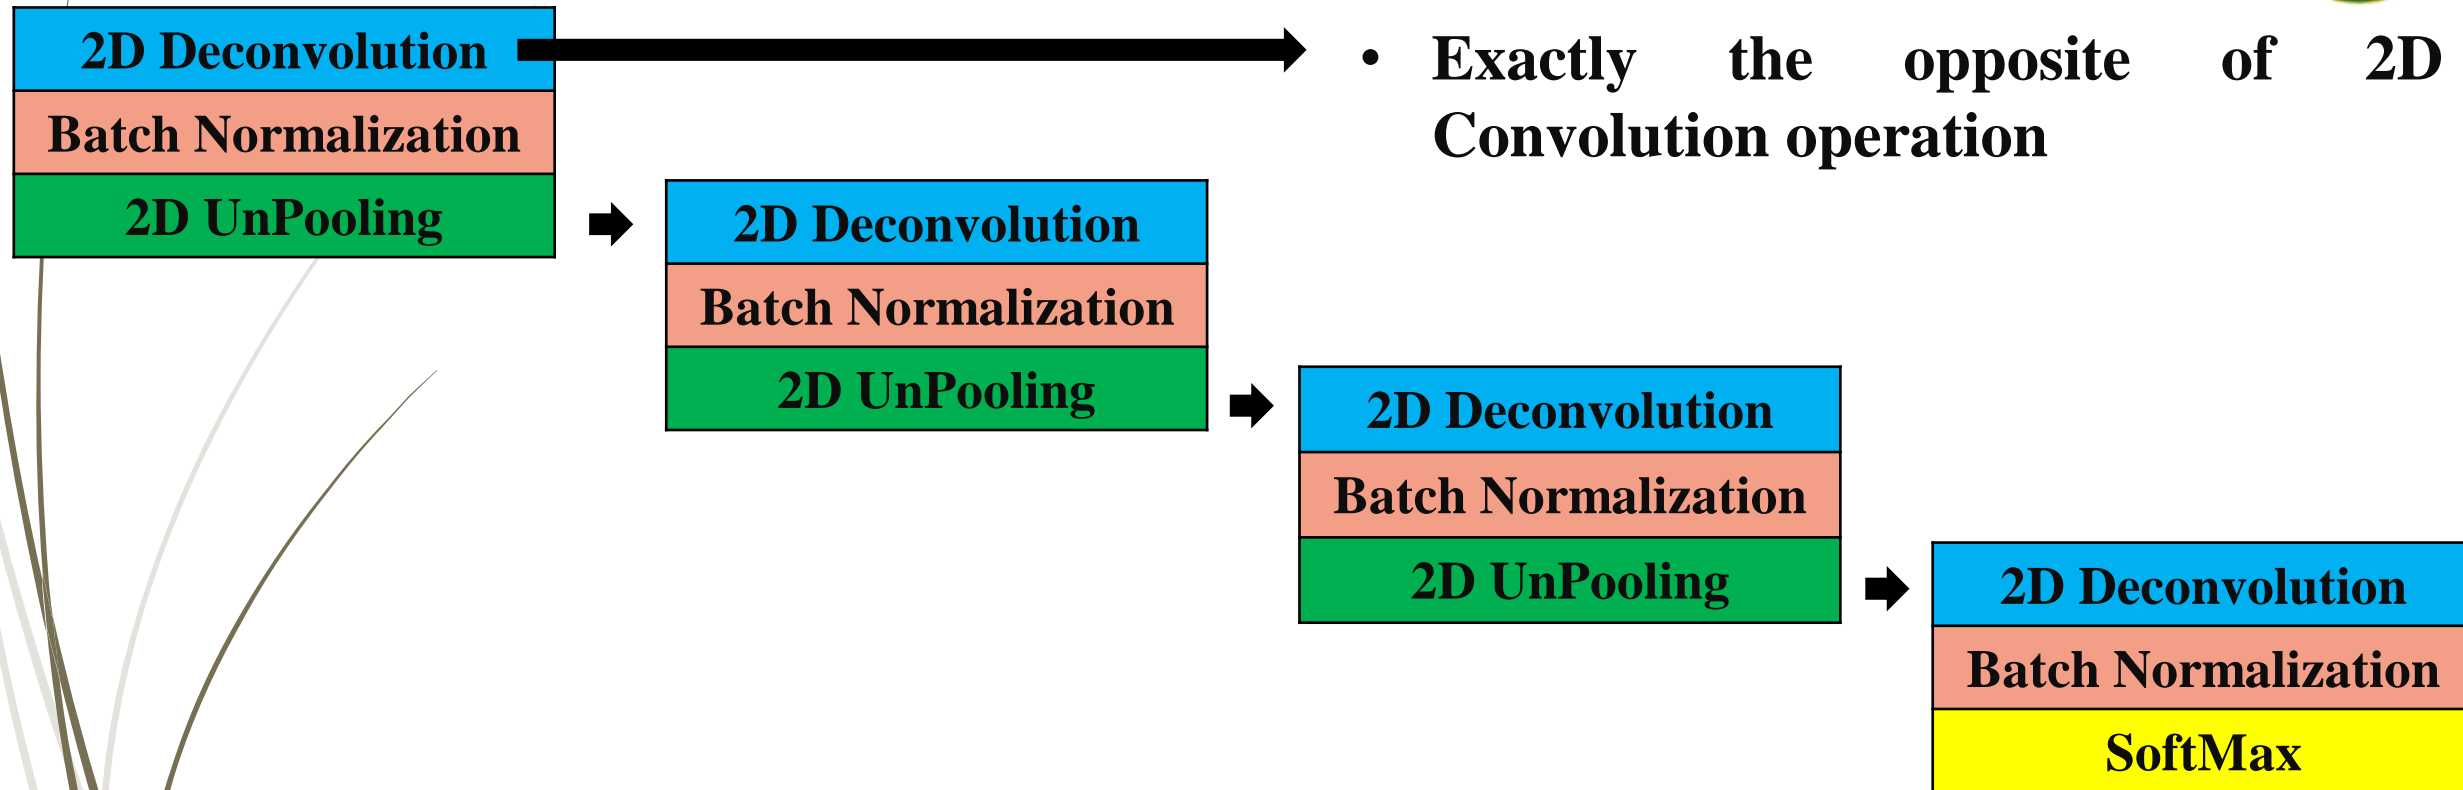 2D Deconvolution
Batch Normalization
2D UnPooling
• Exactly the opposite of 2D
Convolution operation
2D Deconvolution
Batch Normalization
2D UnPooling
2D Deconvolution
Batch Normalization
2D UnPooling
2D Deconvolution
Batch Normalization
SoftMax